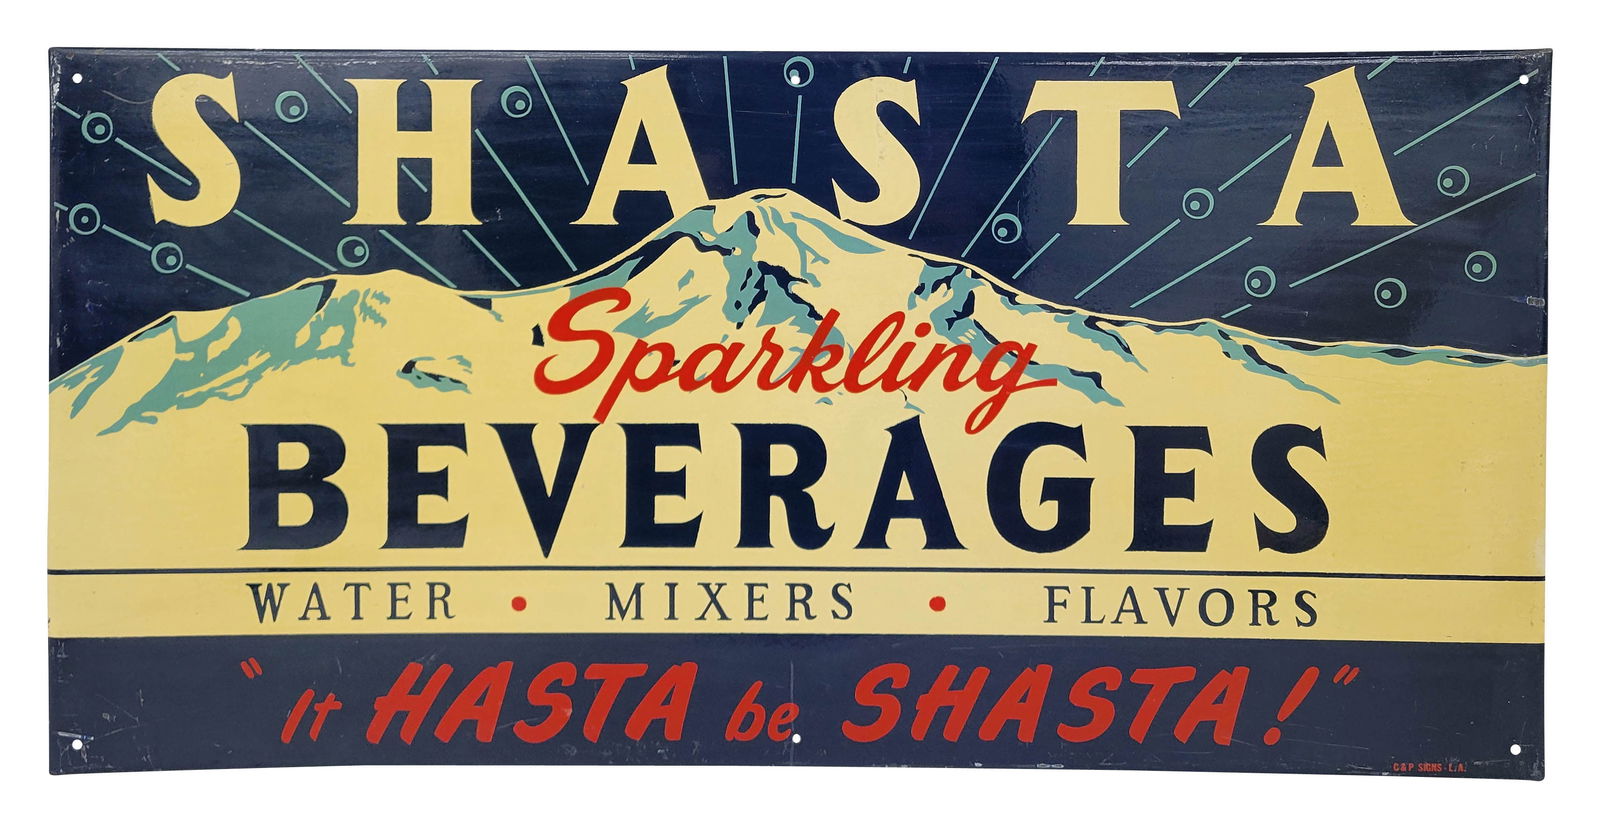 SHASTA
Sparkling
BEVERAGES
WATER • MIXERS • FLAVORS
"It HASTA be SHASTA!"
C&P SIGNS-L.A.